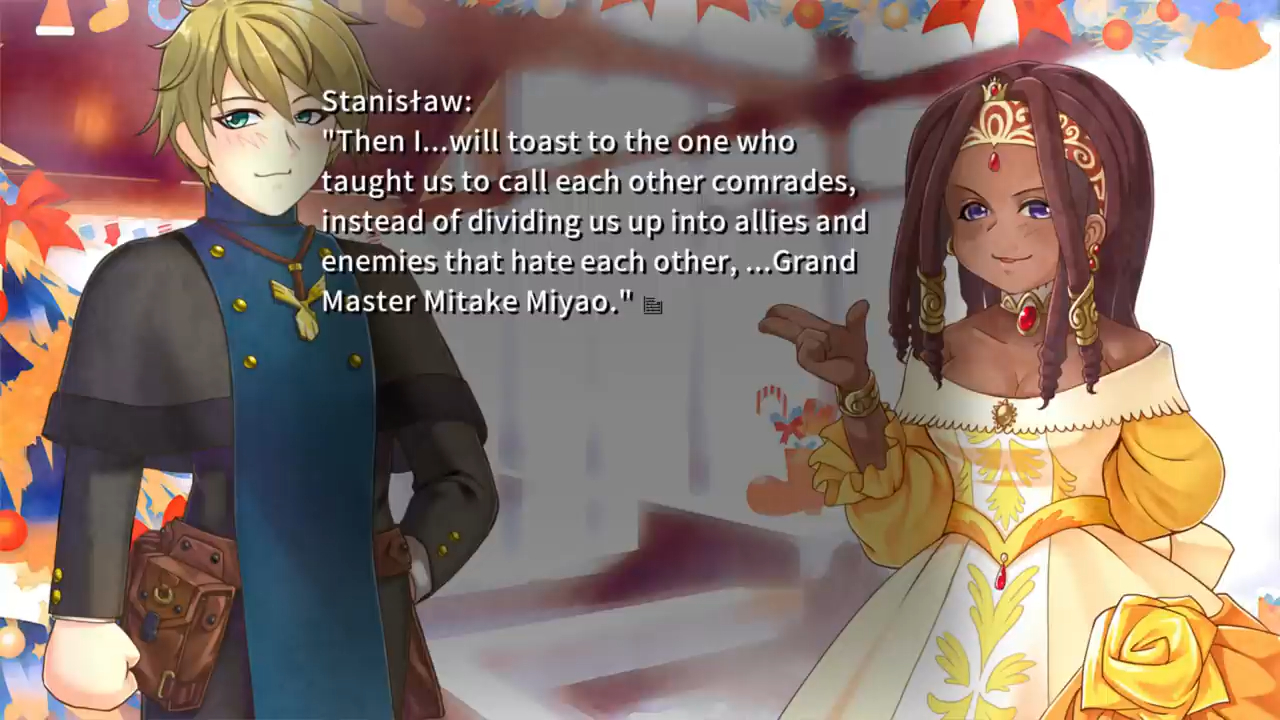 Stanisław:
"Then I...will toast to the one who
taught us to call each other comrades,
instead of dividing us up into allies and
enemies that hate each other, ...Grand
Master Mitake Miyao."